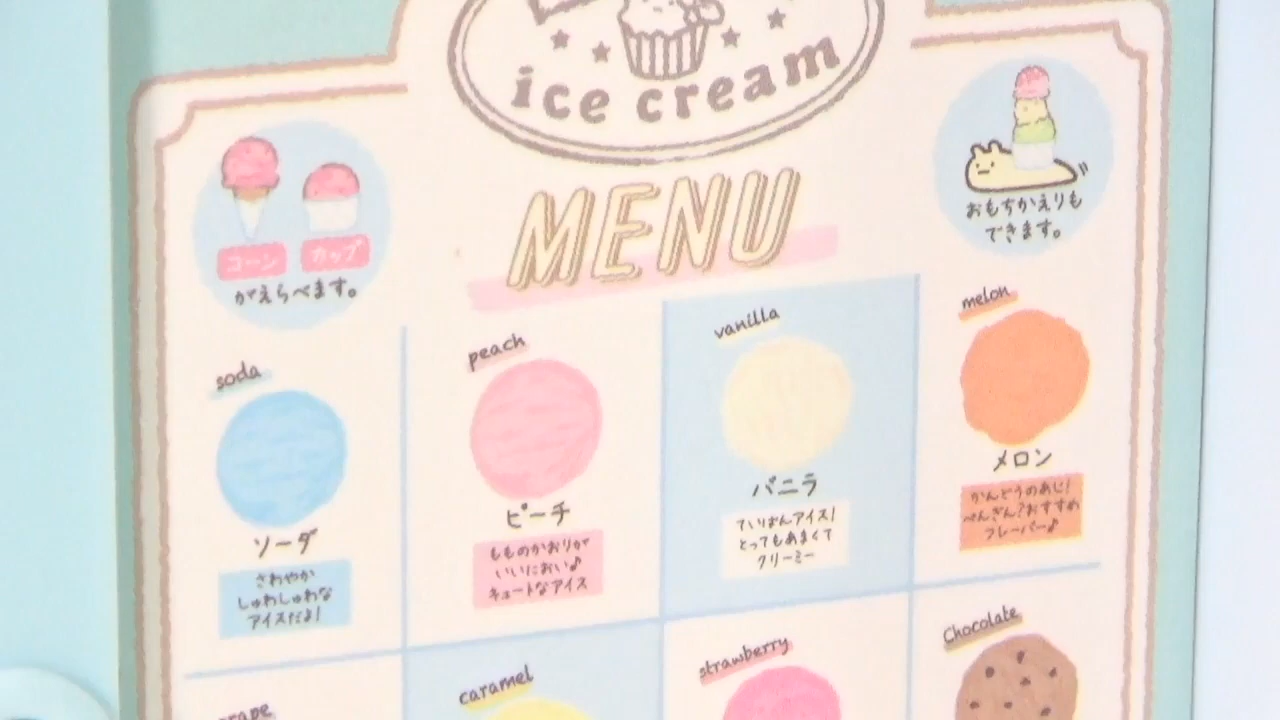 ice cream
MENU
コーン
カップ
がえらべます。
おもちかえりも
できます。
soda
ソーダ
さわやか
しゅわしゅわな
アイスだよ!
peach
ピーチ
もものかおりが
いいにおい♪
キュートなアイス
vanilla
バニラ
ていばんアイス!
とってもあまくて
クリーミー
melon
メロン
かんどうのあじ!
ぺんぎん?おすすめ
フレーバー♪
caramel
strawberry
Chocolate